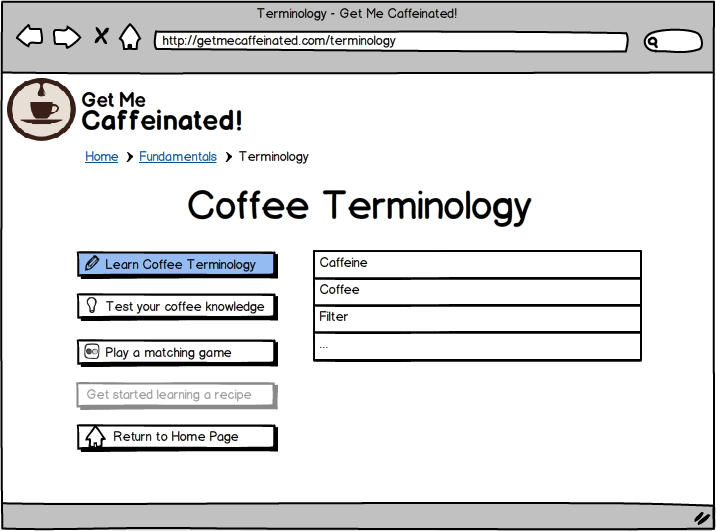 Terminology - Get Me Caffeinated!
http://getmecaffeinated.com/terminology
Get Me
Caffeinated!
Home > Fundamentals > Terminology
Coffee Terminology
Learn Coffee Terminology
Test your coffee knowledge
Play a matching game
Get started learning a recipe
Return to Home Page
Caffeine
Coffee
Filter
...